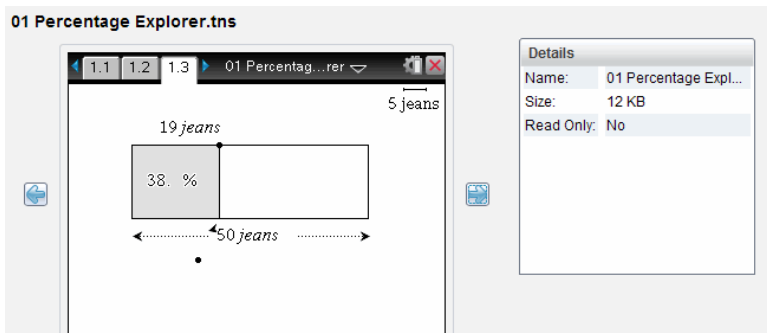 01 Percentage Explorer.tns
1.1 1.2 1.3 01 Percentag...rer
5 jeans
19 jeans
38. %
50 jeans
Details
Name: 01 Percentage Expl...
Size: 12 KB
Read Only: No